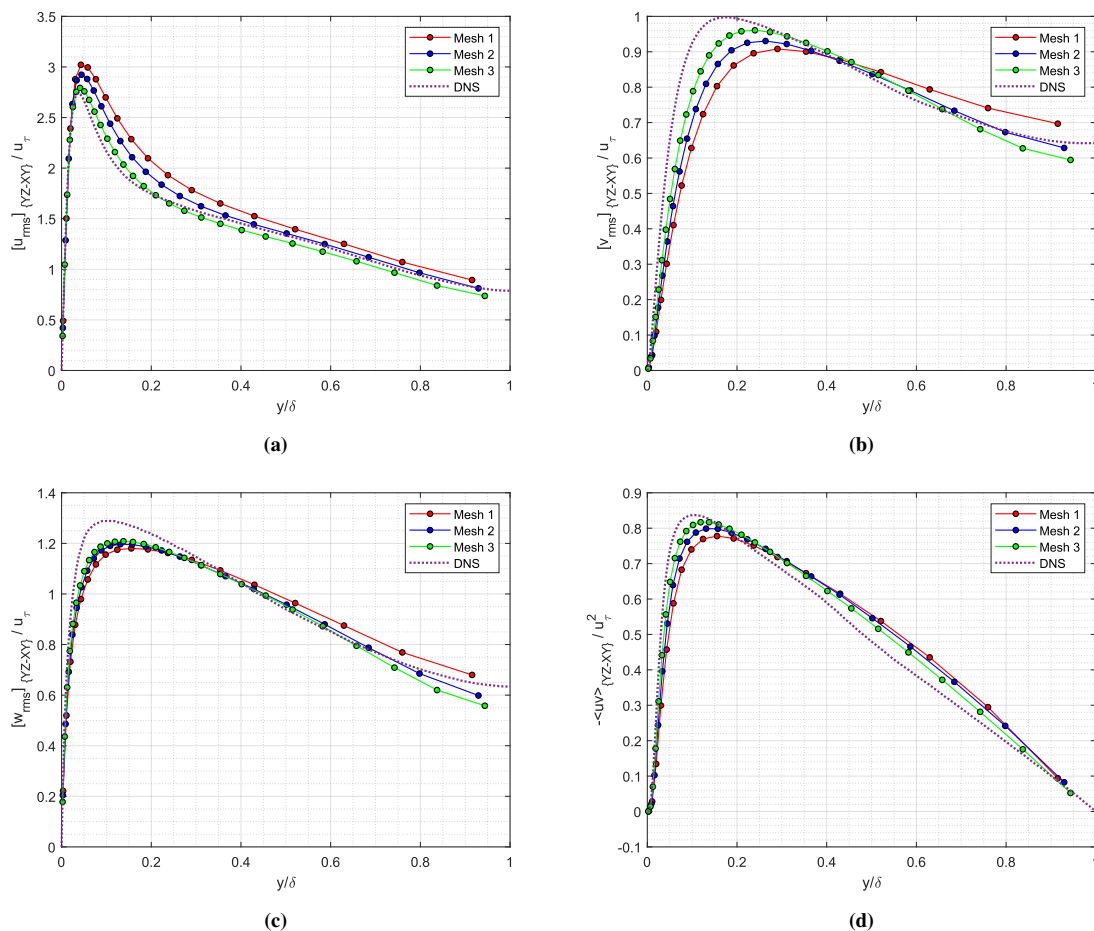 3.5
3
2.5
2
1.5
1
0.5
0
0
0.2
0.4
0.6
0.8
1
[u_rms] {YZ-XY} / u_τ
y/δ
Mesh 1
Mesh 2
Mesh 3
DNS
(a)
1
0.9
0.8
0.7
0.6
0.5
0.4
0.3
0.2
0.1
0
0
0.2
0.4
0.6
0.8
1
[v_rms] {YZ-XY} / u_τ
y/δ
Mesh 1
Mesh 2
Mesh 3
DNS
(b)
1.4
1.2
1
0.8
0.6
0.4
0.2
0
0
0.2
0.4
0.6
0.8
1
[w_rms] {YZ-XY} / u_τ
y/δ
Mesh 1
Mesh 2
Mesh 3
DNS
(c)
0.9
0.8
0.7
0.6
0.5
0.4
0.3
0.2
0.1
0
-0.1
0
0.2
0.4
0.6
0.8
1
-<uv>{YZ-XY} / u_τ^2
y/δ
Mesh 1
Mesh 2
Mesh 3
DNS
(d)